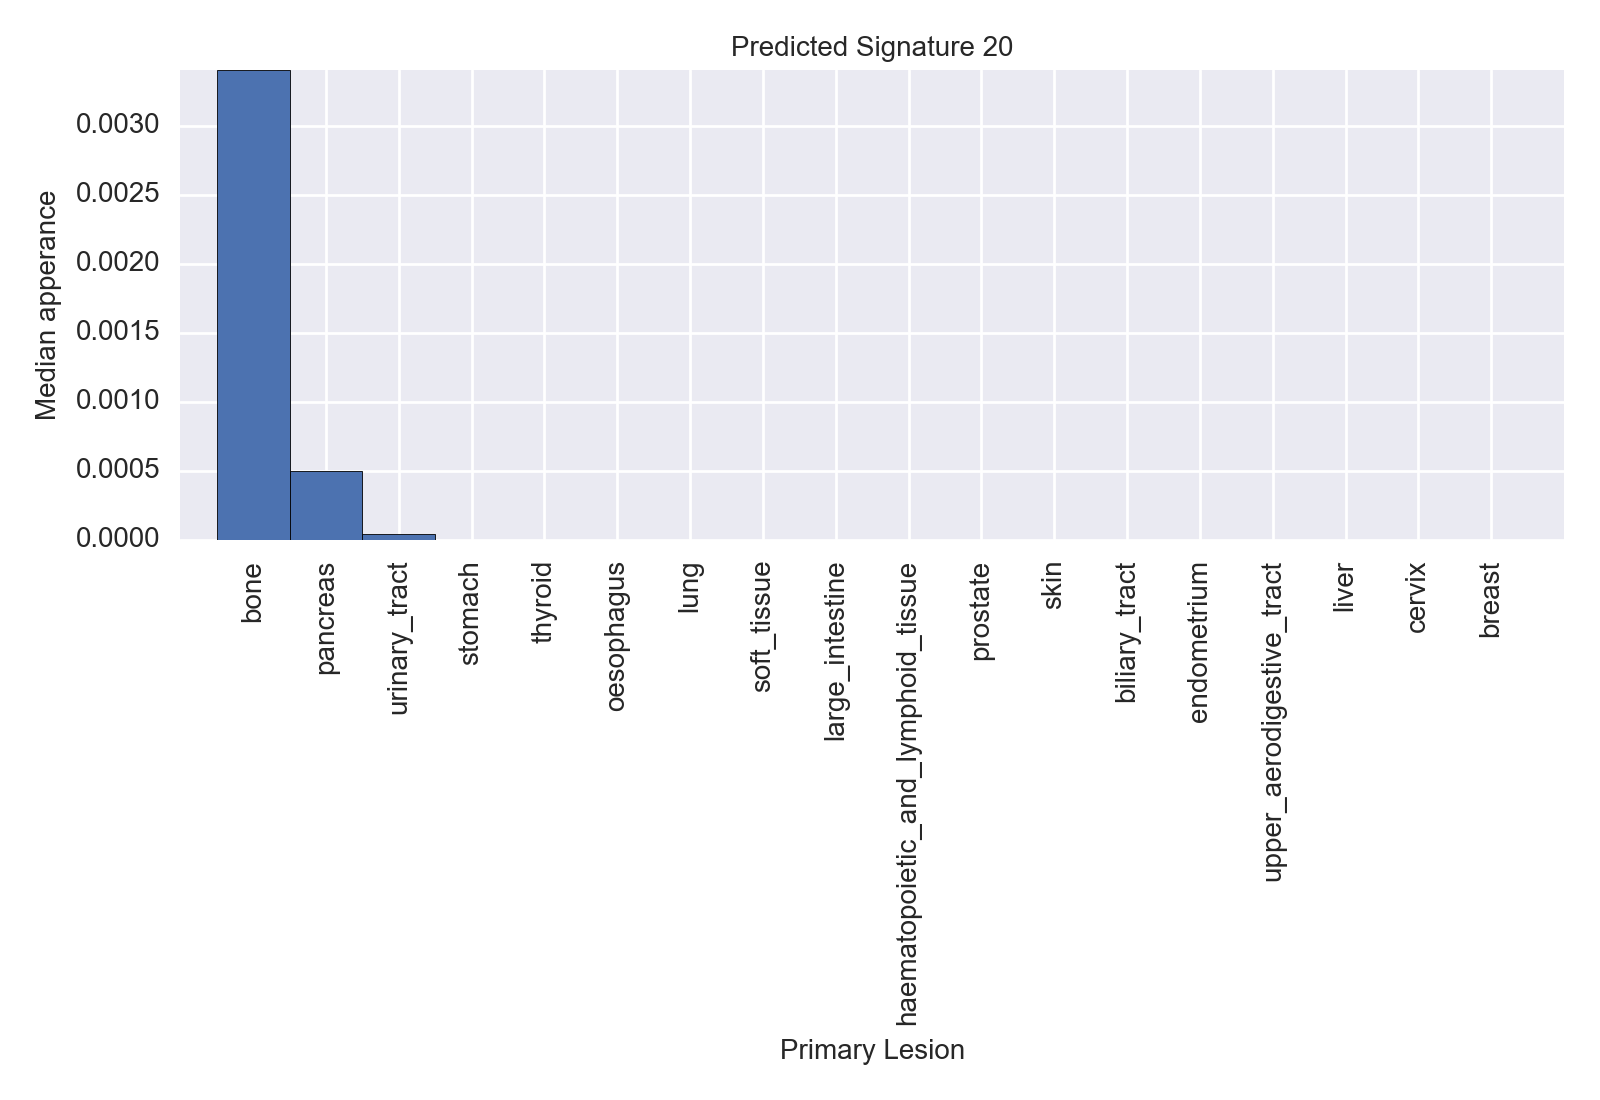 Predicted Signature 20
Median apperance
0.0030
0.0025
0.0020
0.0015
0.0010
0.0005
0.0000
bone
pancreas
urinary_tract
stomach
thyroid
oesophagus
lung
soft_tissue
large_intestine
haematopoietic_and_lymphoid_tissue
prostate
skin
biliary_tract
endometrium
upper_aerodigestive_tract
liver
cervix
breast
Primary Lesion